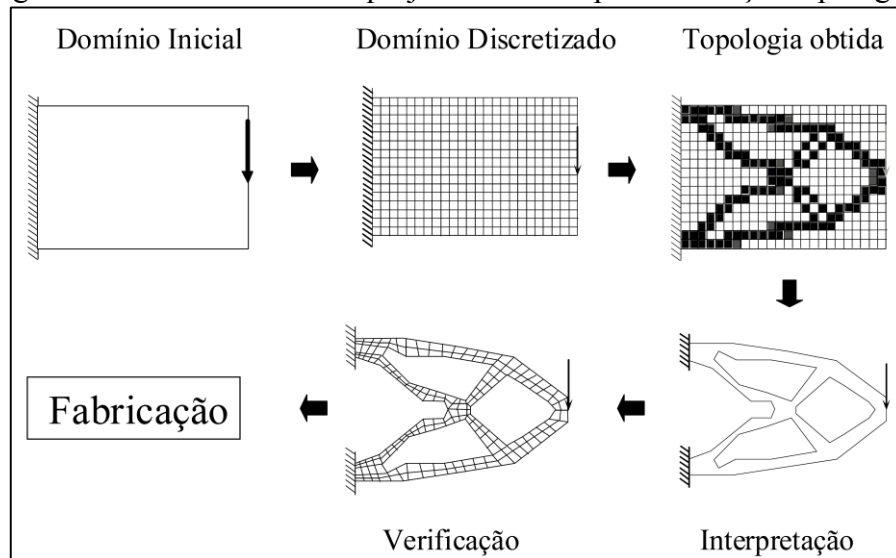 Domínio Inicial
Domínio Discretizado
Topologia obtida
Fabricação
Verificação
Interpretação